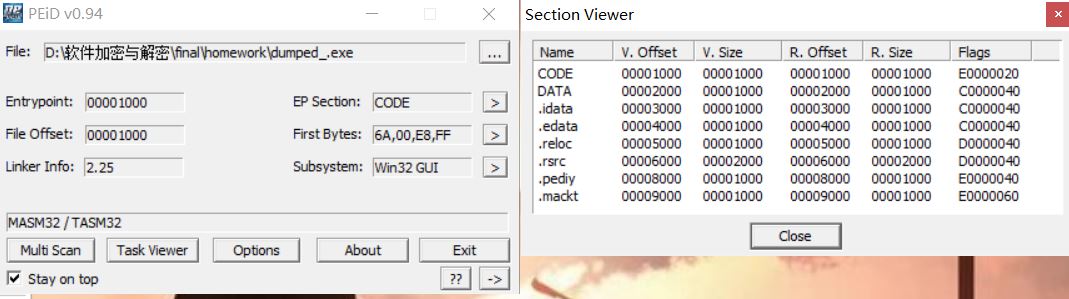 PEiD v0.94
File: D:\软件加密与解密\final\homework\dumped_.exe ...
Entrypoint: 00001000 EP Section: CODE >
File Offset: 00001000 First Bytes: 6A,00,E8,FF >
Linker Info: 2.25 Subsystem: Win32 GUI >
MASM32 / TASM32
Multi Scan Task Viewer Options About Exit
Stay on top ?? ->
Section Viewer
Name V. Offset V. Size R. Offset R. Size Flags
CODE 00001000 00001000 00001000 00001000 E0000020
DATA 00002000 00001000 00002000 00001000 C0000040
.idata 00003000 00001000 00003000 00001000 C0000040
.edata 00004000 00001000 00004000 00001000 C0000040
.reloc 00005000 00001000 00005000 00001000 D0000040
.rsrc 00006000 00002000 00006000 00002000 D0000040
.pediy 00008000 00001000 00008000 00001000 E0000040
.mackt 00009000 00001000 00009000 00001000 E0000060
Close